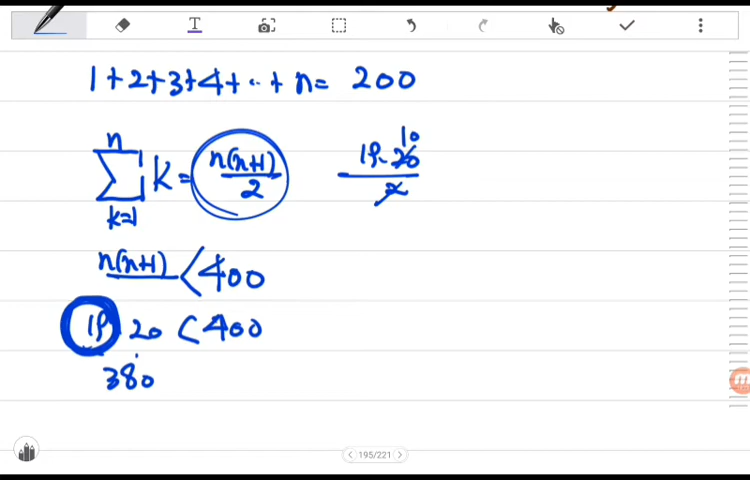 1+2+3+4+..+n= 200
n
∑ k = n(n+1)/2
k=1
19·20/2
10
n(n+1) < 400
19 20 < 400
380
195/221